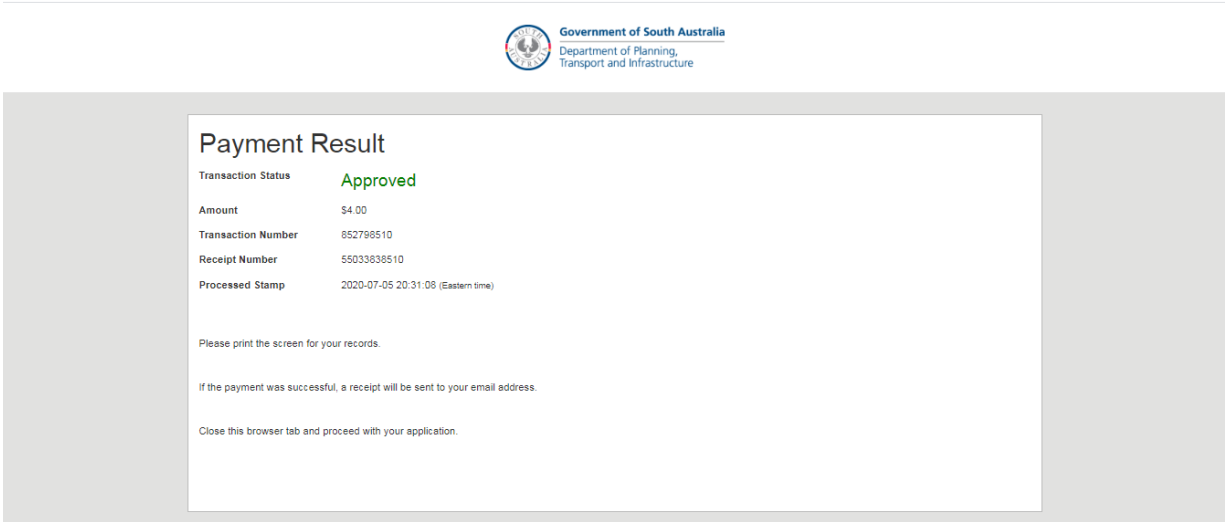 SOUTH
AUSTRALIA
Government of South Australia
Department of Planning,
Transport and Infrastructure
Payment Result
Transaction Status Approved
Amount $4.00
Transaction Number 852798510
Receipt Number 55033838510
Processed Stamp 2020-07-05 20:31:08 (Eastern time)
Please print the screen for your records.
If the payment was successful, a receipt will be sent to your email address.
Close this browser tab and proceed with your application.